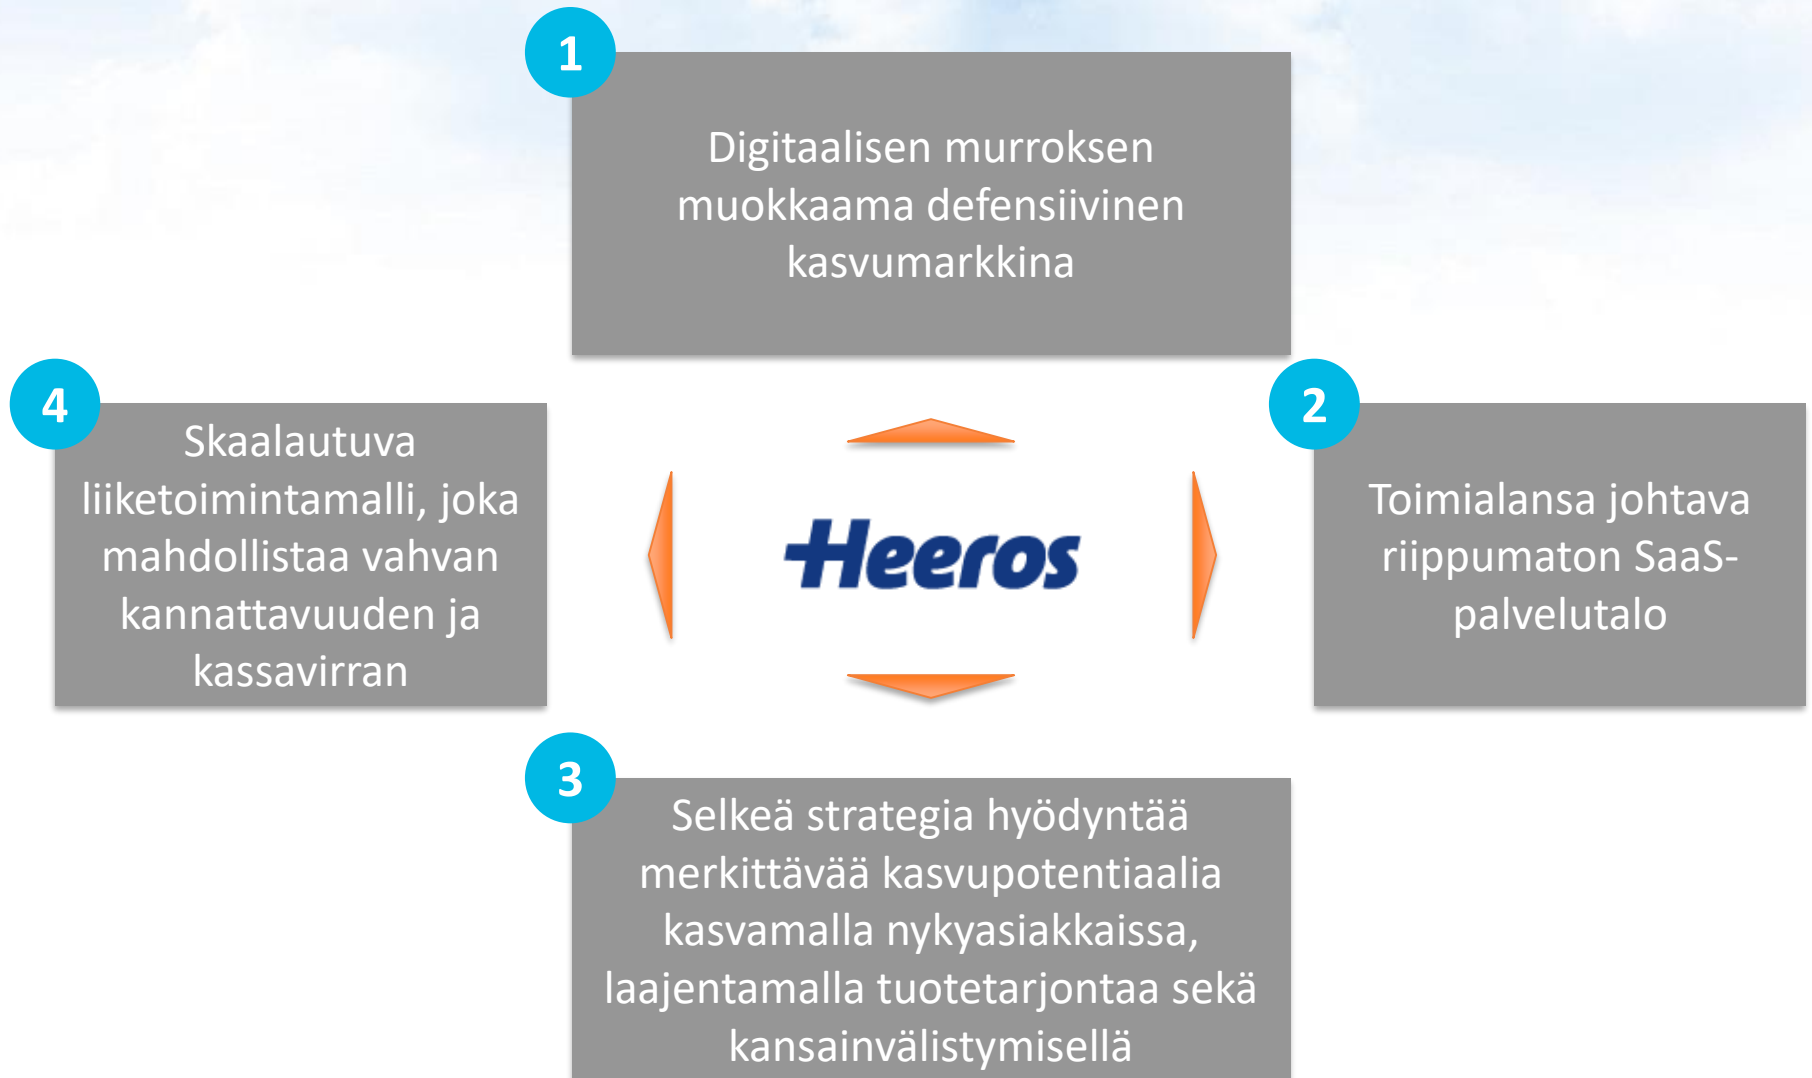 1
Digitaalisen murroksen
muokkaama defensiivinen
kasvumarkkina
2
Toimialansa johtava
riippumaton SaaS-
palvelutalo
3
Selkeä strategia hyödyntää
merkittävää kasvupotentiaalia
kasvamalla nykyasiakkaissa,
laajentamalla tuotetarjontaa sekä
kansainvälistymisellä
4
Skaalautuva
liiketoimintamalli, joka
mahdollistaa vahvan
kannattavuuden ja
kassavirran
Heeros